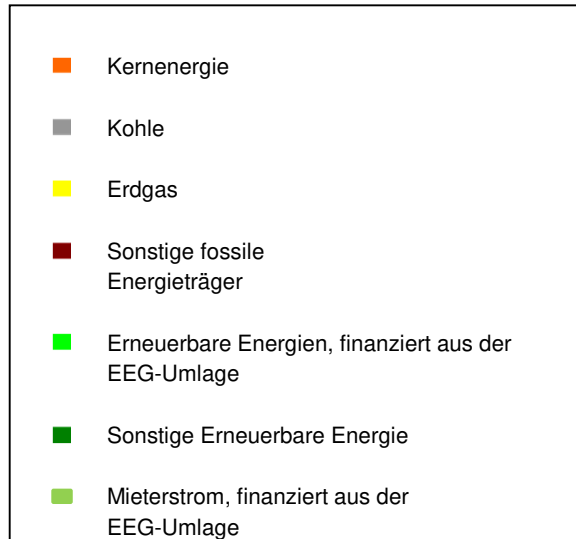 Kernenergie
Kohle
Erdgas
Sonstige fossile
Energieträger
Erneuerbare Energien, finanziert aus der
EEG-Umlage
Sonstige Erneuerbare Energie
Mieterstrom, finanziert aus der
EEG-Umlage